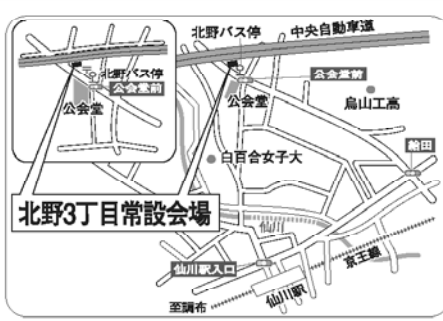 北野バス停
公会堂前
公会堂
北野バス停
中央自動車道
公会堂前
公会堂
烏山工高
白百合女子大
給田
北野3丁目常設会場
仙川
仙川駅入口
京王線
仙川駅
至調布